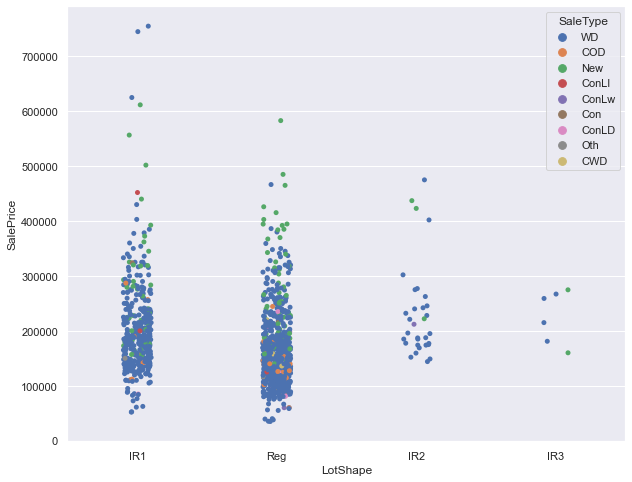 SaleType
WD
COD
New
ConLI
ConLw
Con
ConLD
Oth
CWD
700000
600000
500000
400000
300000
200000
100000
0
SalePrice
IR1 Reg IR2 IR3
LotShape